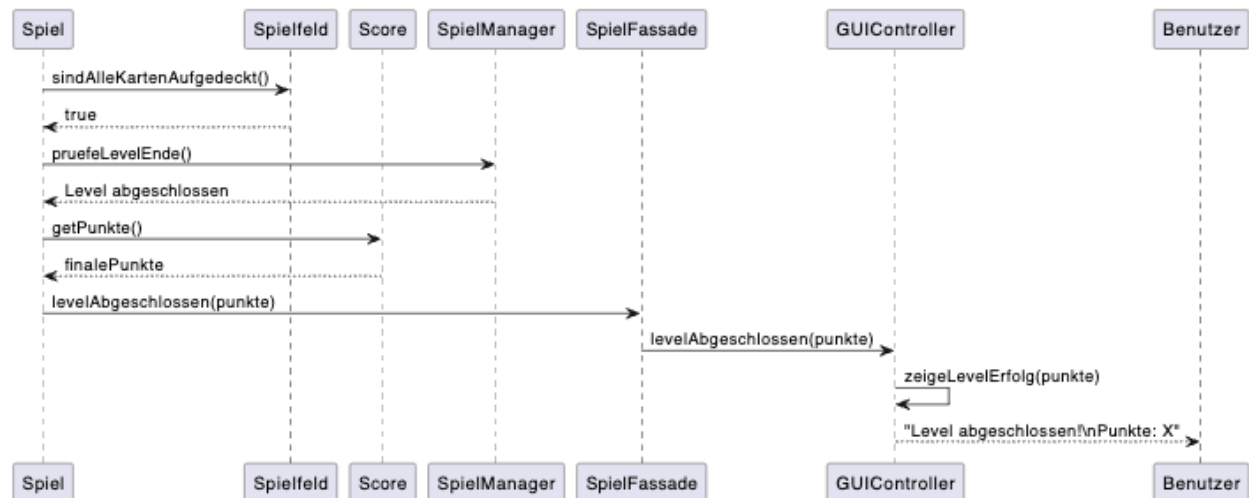 Spiel Spielfeld Score SpielManager SpielFassade GUIController Benutzer
sindAlleKartenAufgedeckt()
true
pruefeLevelEnde()
Level abgeschlossen
getPunkte()
finalePunkte
levelAbgeschlossen(punkte)
levelAbgeschlossen(punkte)
zeigeLevelErfolg(punkte)
"Level abgeschlossen!\nPunkte: X"
Spiel Spielfeld Score SpielManager SpielFassade GUIController Benutzer